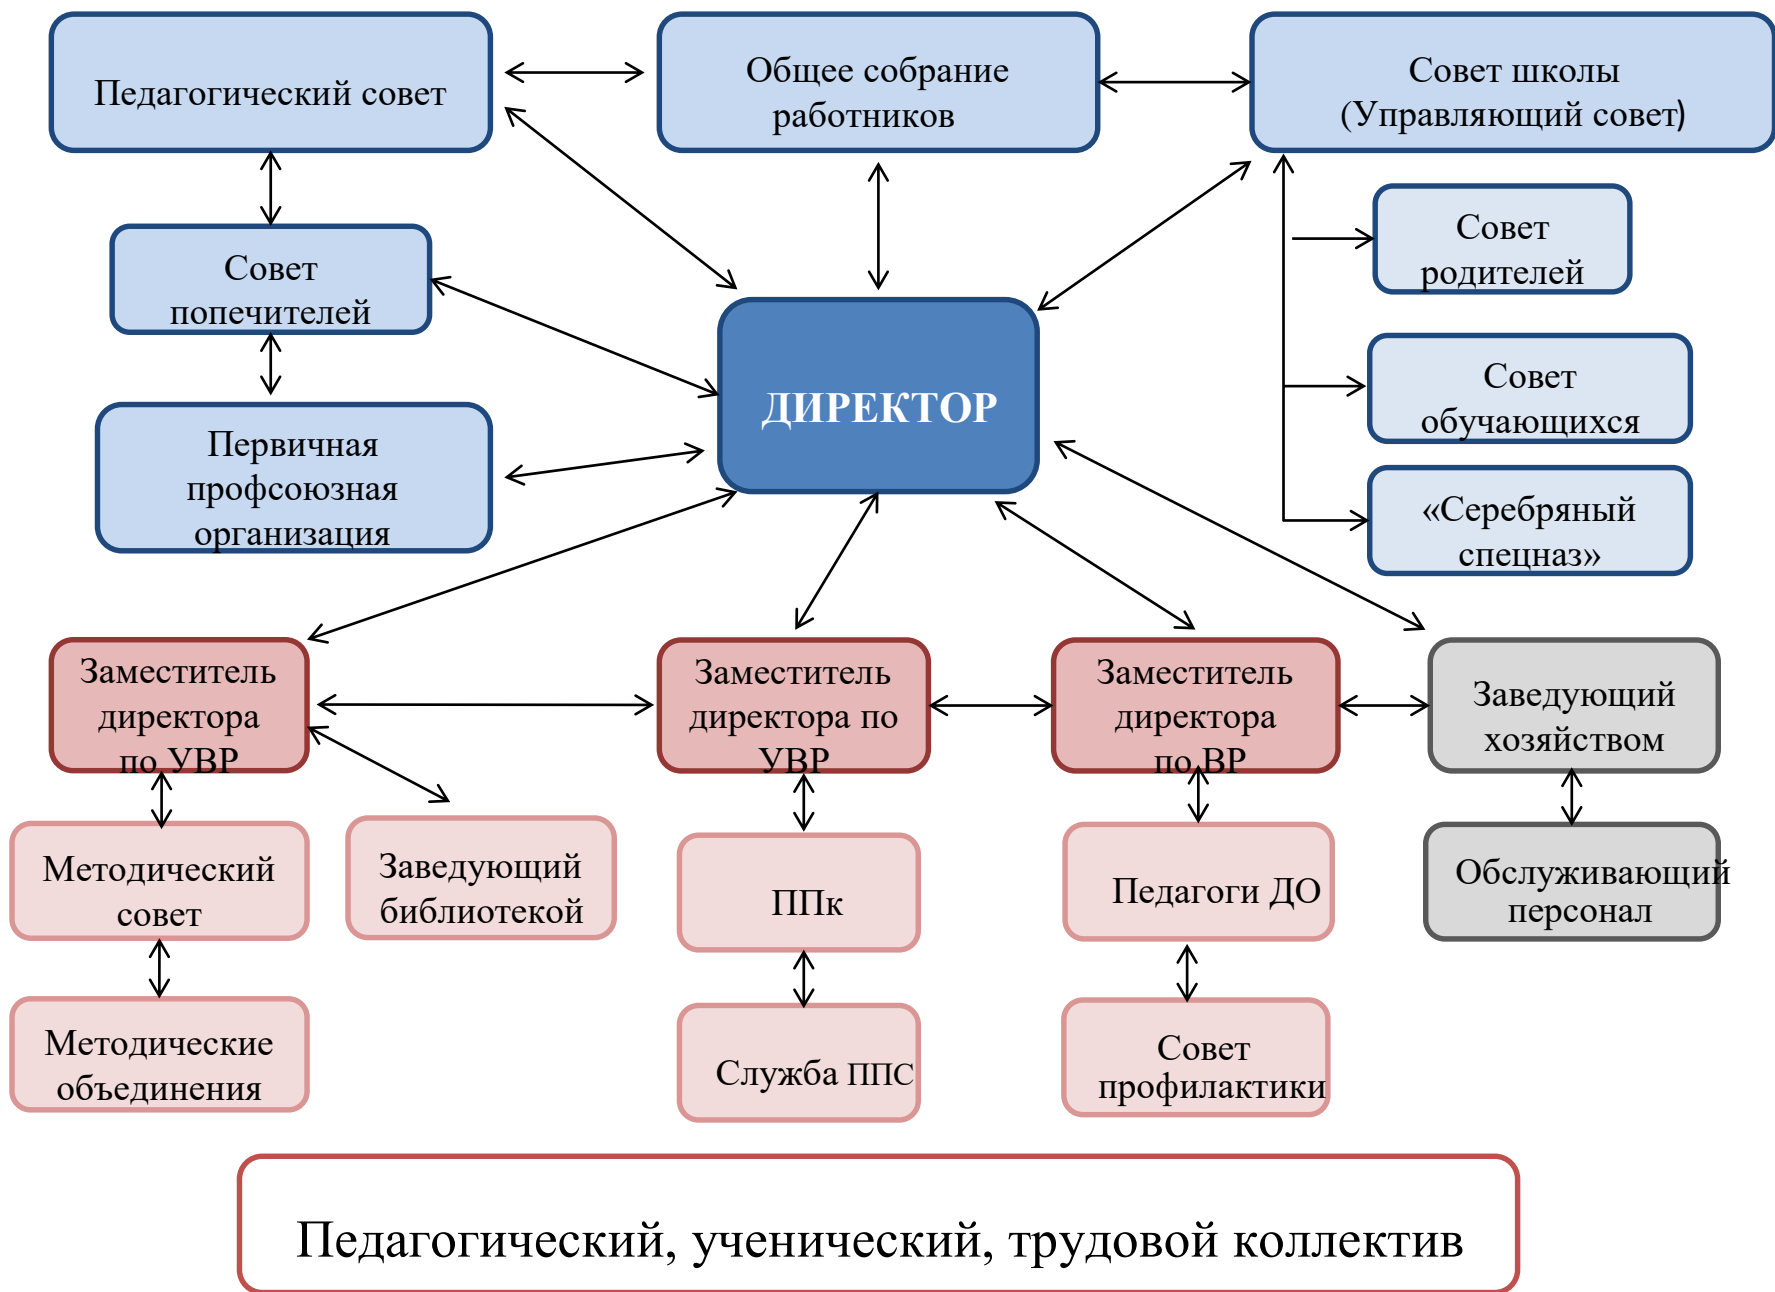 Педагогический совет
Общее собрание
работников
Совет школы
(Управляющий совет)
Совет
родителей
Совет
попечителей
Совет
обучающихся
ДИРЕКТОР
Первичная
профсоюзная
организация
«Серебряный
спецназ»
Заместитель
директора
по УВР
Заместитель
директора по
УВР
Заместитель
директора
по ВР
Заведующий
хозяйством
Методический
совет
Заведующий
библиотекой
ППк
Педагоги ДО
Обслуживающий
персонал
Методические
объединения
Служба ППС
Совет
профилактики
Педагогический, ученический, трудовой коллектив